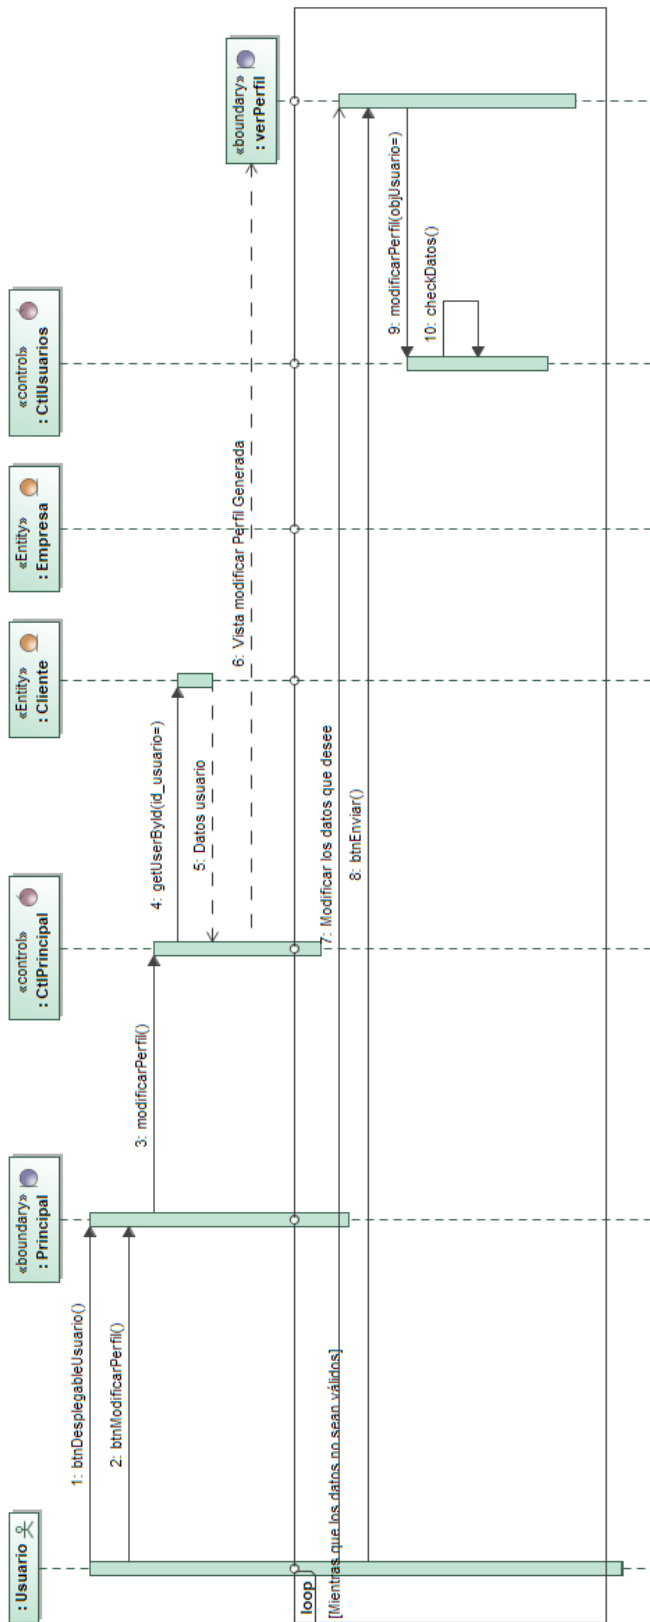 : Usuario
«boundary»
: Principal
«control»
: CtlPrincipal
«Entity»
: Cliente
«Entity»
: Empresa
«control»
: CtlUsuarios
«boundary»
: verPerfil
1: btnDesplegableUsuario()
2: btnModificarPerfil()
3: modificarPerfil()
4: getUserById(id_usuario=)
5: Datos usuario
6: Vista modificar Perfil Generada
loop
[Mientras que los datos no sean válidos]
7: Modificar los datos que desee
8: btnEnviar()
9: modificarPerfil(objUsuario=)
10: checkDatos()